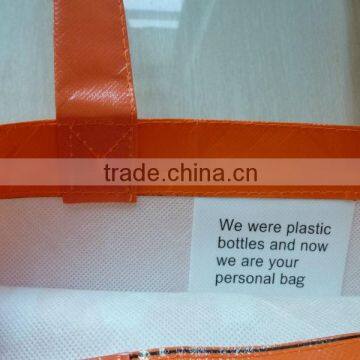 trade.china.cn
We were plastic
bottles and now
we are your
personal bag